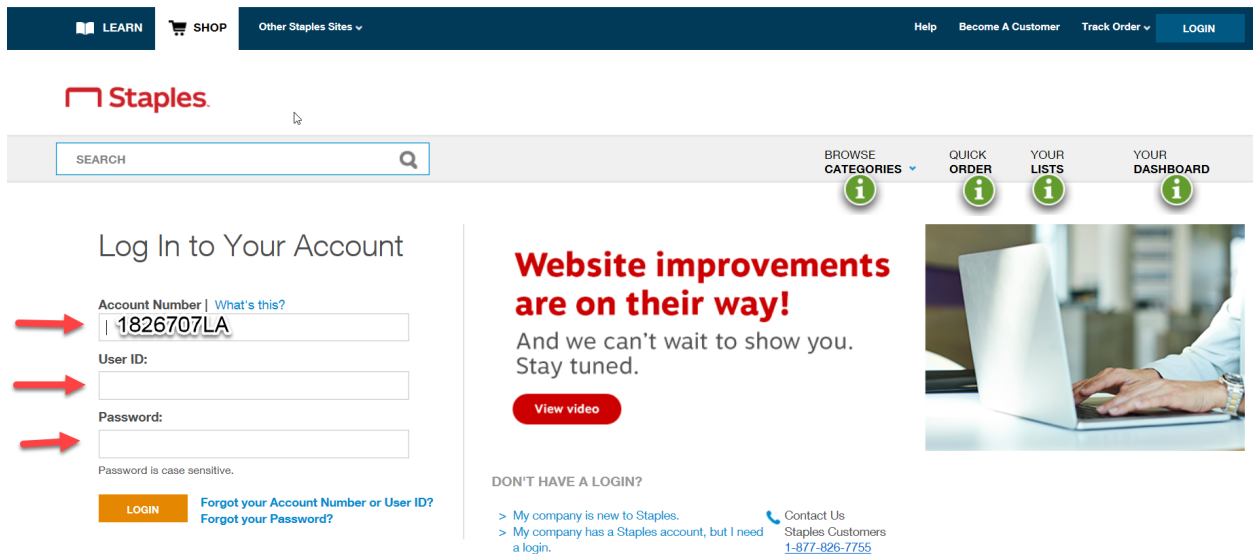 LEARN
SHOP
Other Staples Sites
Help
Become A Customer
Track Order
LOGIN
Staples.
SEARCH
BROWSE
CATEGORIES
QUICK
ORDER
YOUR
LISTS
YOUR
DASHBOARD
i
i
i
i
Log In to Your Account
Account Number | What's this?
1826707LA
User ID:
Password:
Password is case sensitive.
LOGIN
Forgot your Account Number or User ID?
Forgot your Password?
Website improvements
are on their way!
And we can't wait to show you.
Stay tuned.
View video
DON'T HAVE A LOGIN?
> My company is new to Staples.
> My company has a Staples account, but I need
a login.
Contact Us
Staples Customers
1-877-826-7755